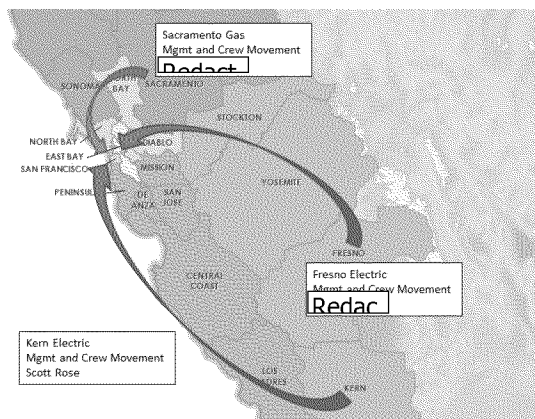 Sacramento Gas
Mgmt and Crew Movement
Redact
SONOMA
NORTH
BAY
SACRAMENTO
STOCKTON
NORTH BAY
DIABLO
EAST BAY
SAN FRANCISCO
MISSION
YOSEMITE
PENINSULA
DE
ANZA
SAN
JOSE
FRESNO
Fresno Electric
Mgmt and Crew Movement
Redac
CENTRAL
COAST
Kern Electric
Mgmt and Crew Movement
Scott Rose
LOS
PADRES
KERN